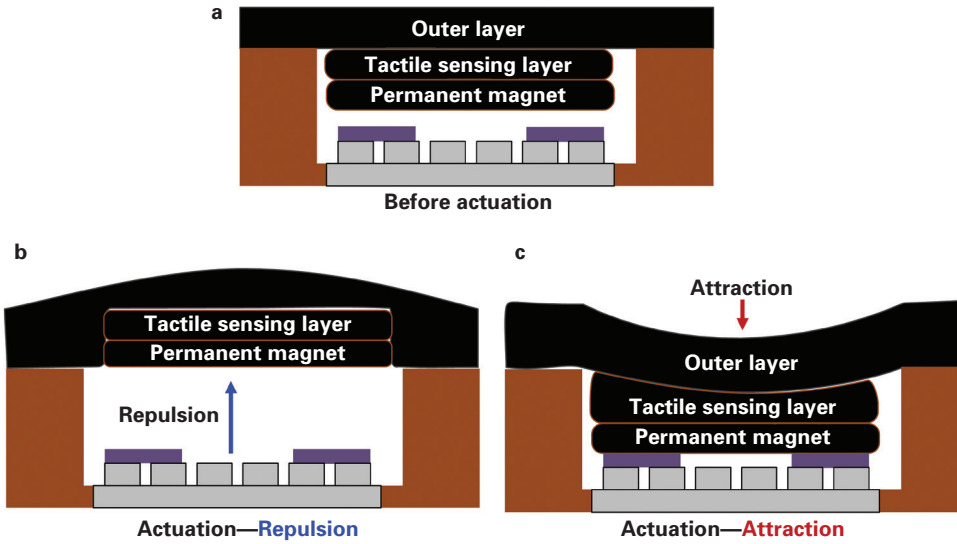 a
Outer layer
Tactile sensing layer
Permanent magnet
Before actuation
b
Tactile sensing layer
Permanent magnet
Repulsion
Actuation—Repulsion
c
Attraction
Outer layer
Tactile sensing layer
Permanent magnet
Actuation—Attraction